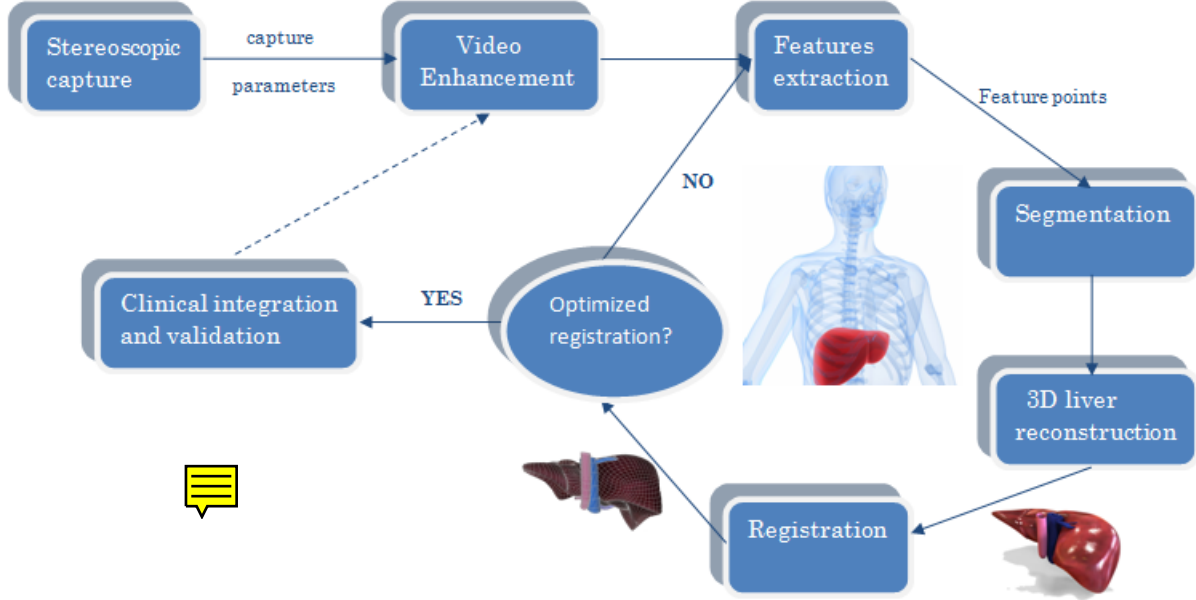 Stereoscopic
capture
capture
parameters
Video
Enhancement
Features
extraction
Feature points
NO
Segmentation
Clinical integration
and validation
YES
Optimized
registration?
3D liver
reconstruction
Registration